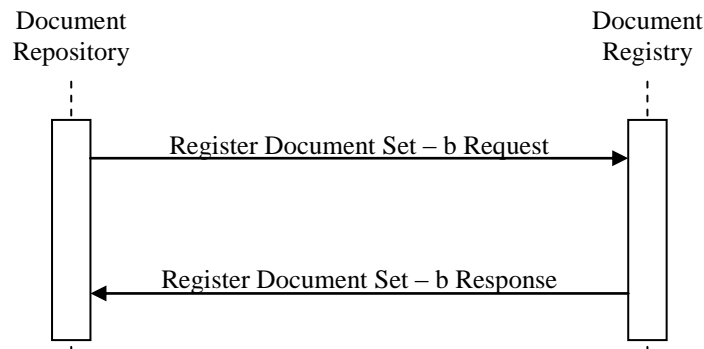 Document
Repository
Document
Registry
Register Document Set – b Request
Register Document Set – b Response